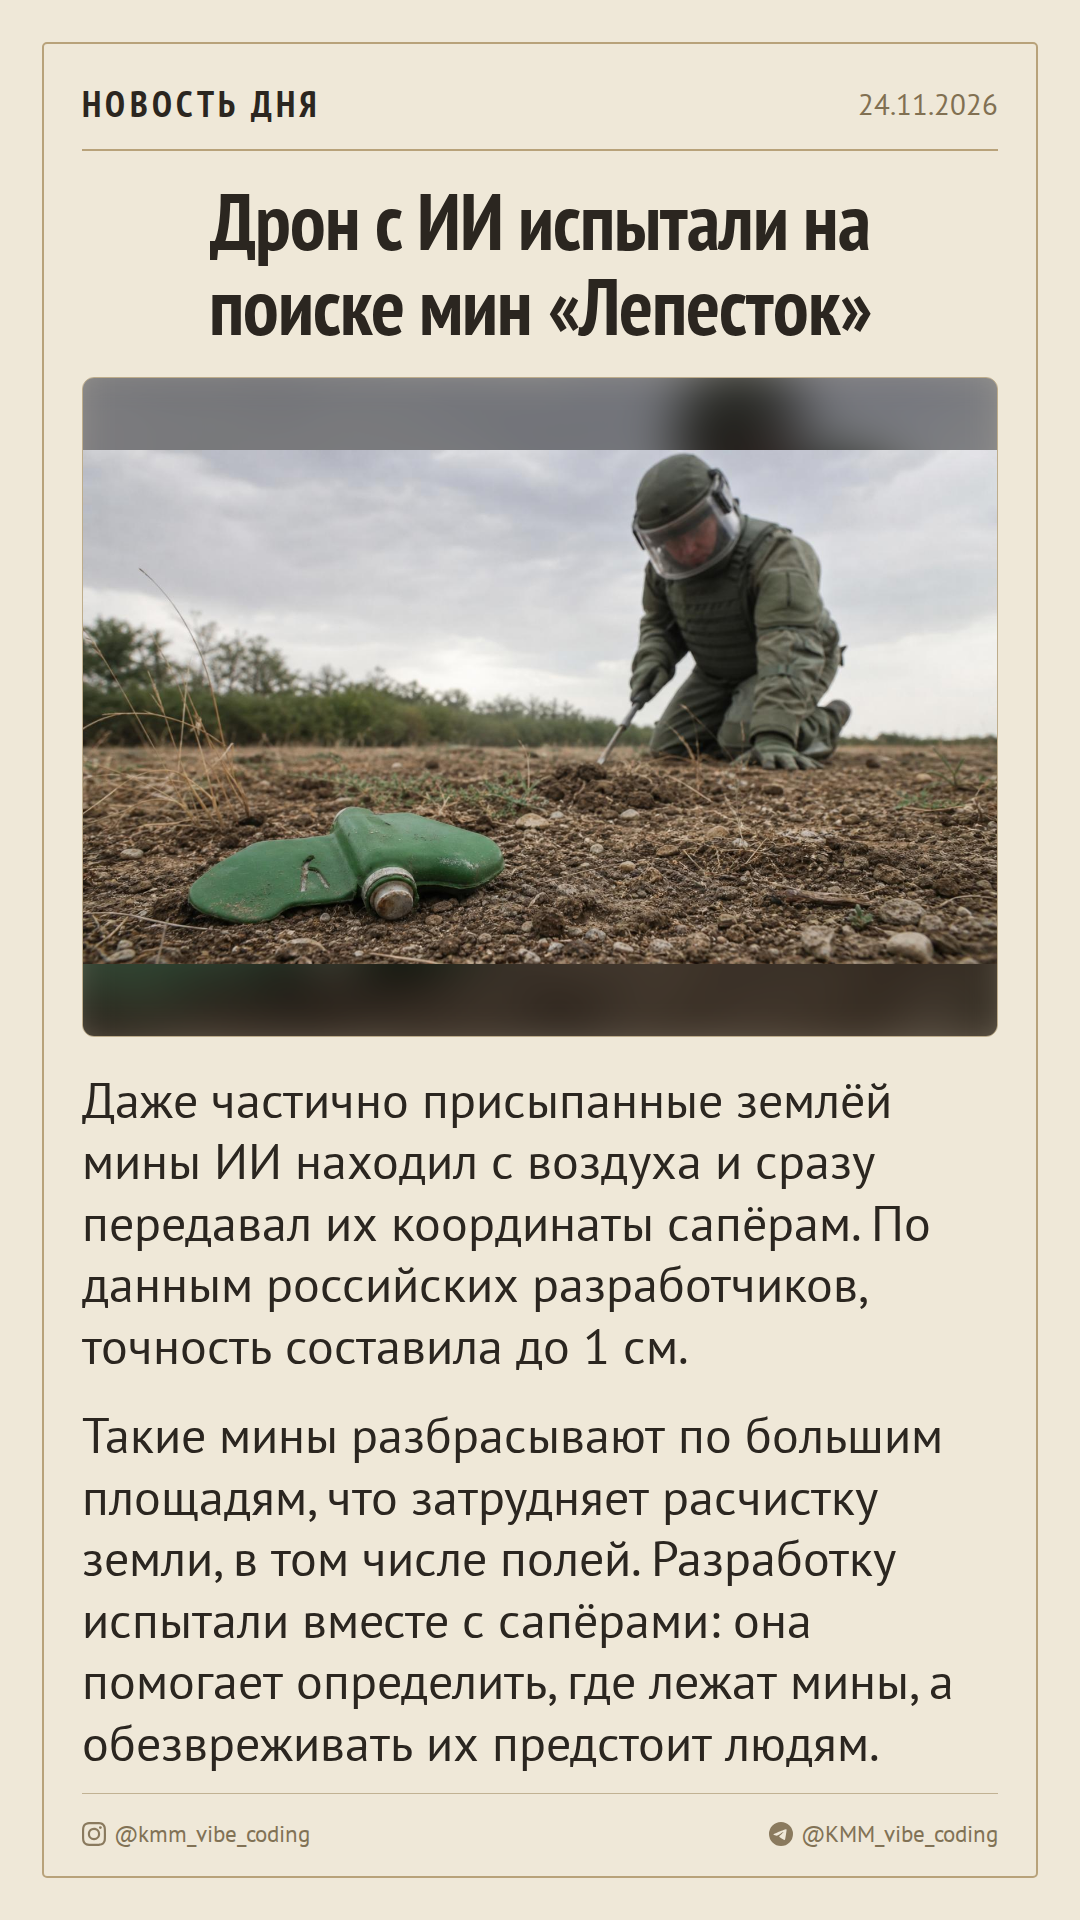 НОВОСТЬ ДНЯ
24.11.2026
Дрон с ИИ испытали на
поиске мин «Лепесток»
Даже частично присыпанные землёй
мины ИИ находил с воздуха и сразу
передавал их координаты сапёрам. По
данным российских разработчиков,
точность составила до 1 см.
Такие мины разбрасывают по большим
площадям, что затрудняет расчистку
земли, в том числе полей. Разработку
испытали вместе с сапёрами: она
помогает определить, где лежат мины, а
обезвреживать их предстоит людям.
@kmm_vibe_coding
@KMM_vibe_coding